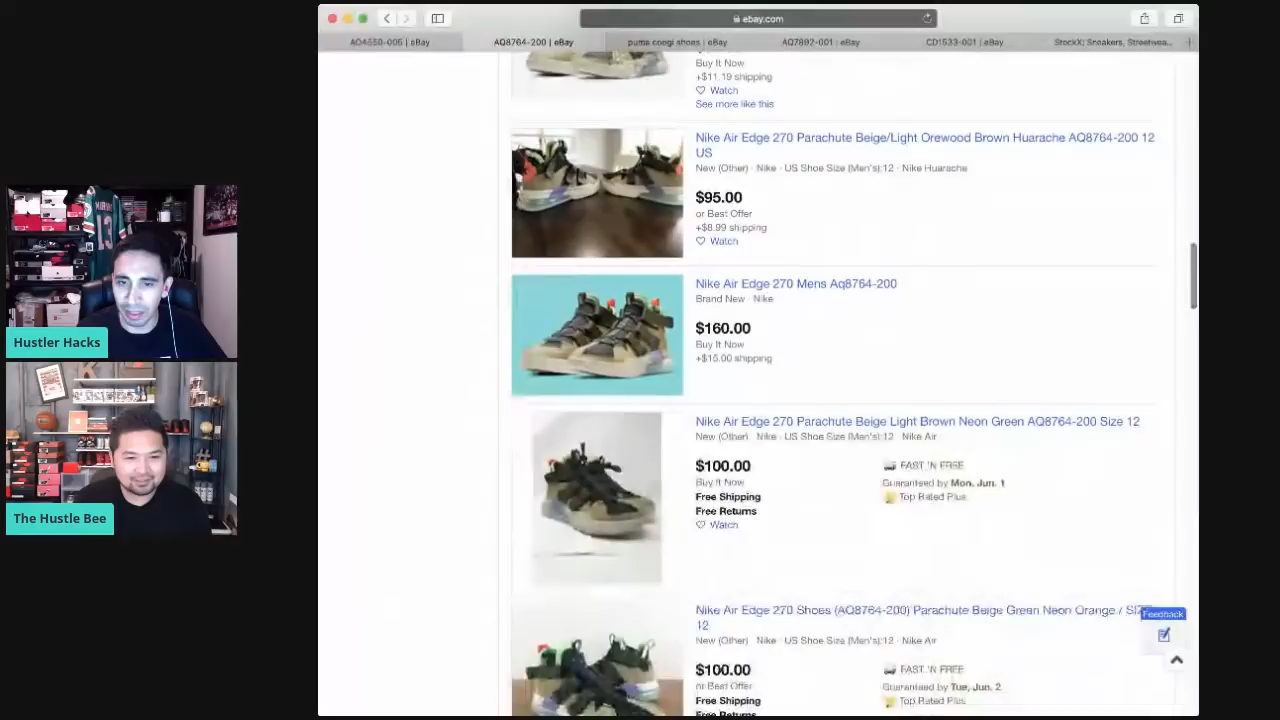 ebay.com
AO4550-005 | eBay
AQ8764-200 | eBay
puma coogi shoes | eBay
AQ7892-001 | eBay
CD1533-001 | eBay
StockX: Sneakers, Streetwea...
Buy It Now
+$11.19 shipping
Watch
See more like this
Nike Air Edge 270 Parachute Beige/Light Orewood Brown Huarache AQ8764-200 12
US
New (Other) · Nike · US Shoe Size (Men's):12 · Nike Huarache
$95.00
or Best Offer
+$8.99 shipping
Watch
Nike Air Edge 270 Mens Aq8764-200
Brand New · Nike
$160.00
Buy It Now
+$15.00 shipping
Nike Air Edge 270 Parachute Beige Light Brown Neon Green AQ8764-200 Size 12
New (Other) · Nike · US Shoe Size (Men's):12 · Nike Air
$100.00
Buy It Now
Free Shipping
Free Returns
Watch
FAST 'N FREE
Guaranteed by Mon, Jun. 1
Top Rated Plus
Nike Air Edge 270 Shoes (AQ8764-200) Parachute Beige Green Neon Orange /
12
New (Other) · Nike · US Shoe Size (Men's):12 · Nike Air
$100.00
or Best Offer
Free Shipping
Free Returns
FAST 'N FREE
Guaranteed by Tue, Jun. 2
Top Rated Plus
Feedback
Hustler Hacks
The Hustle Bee